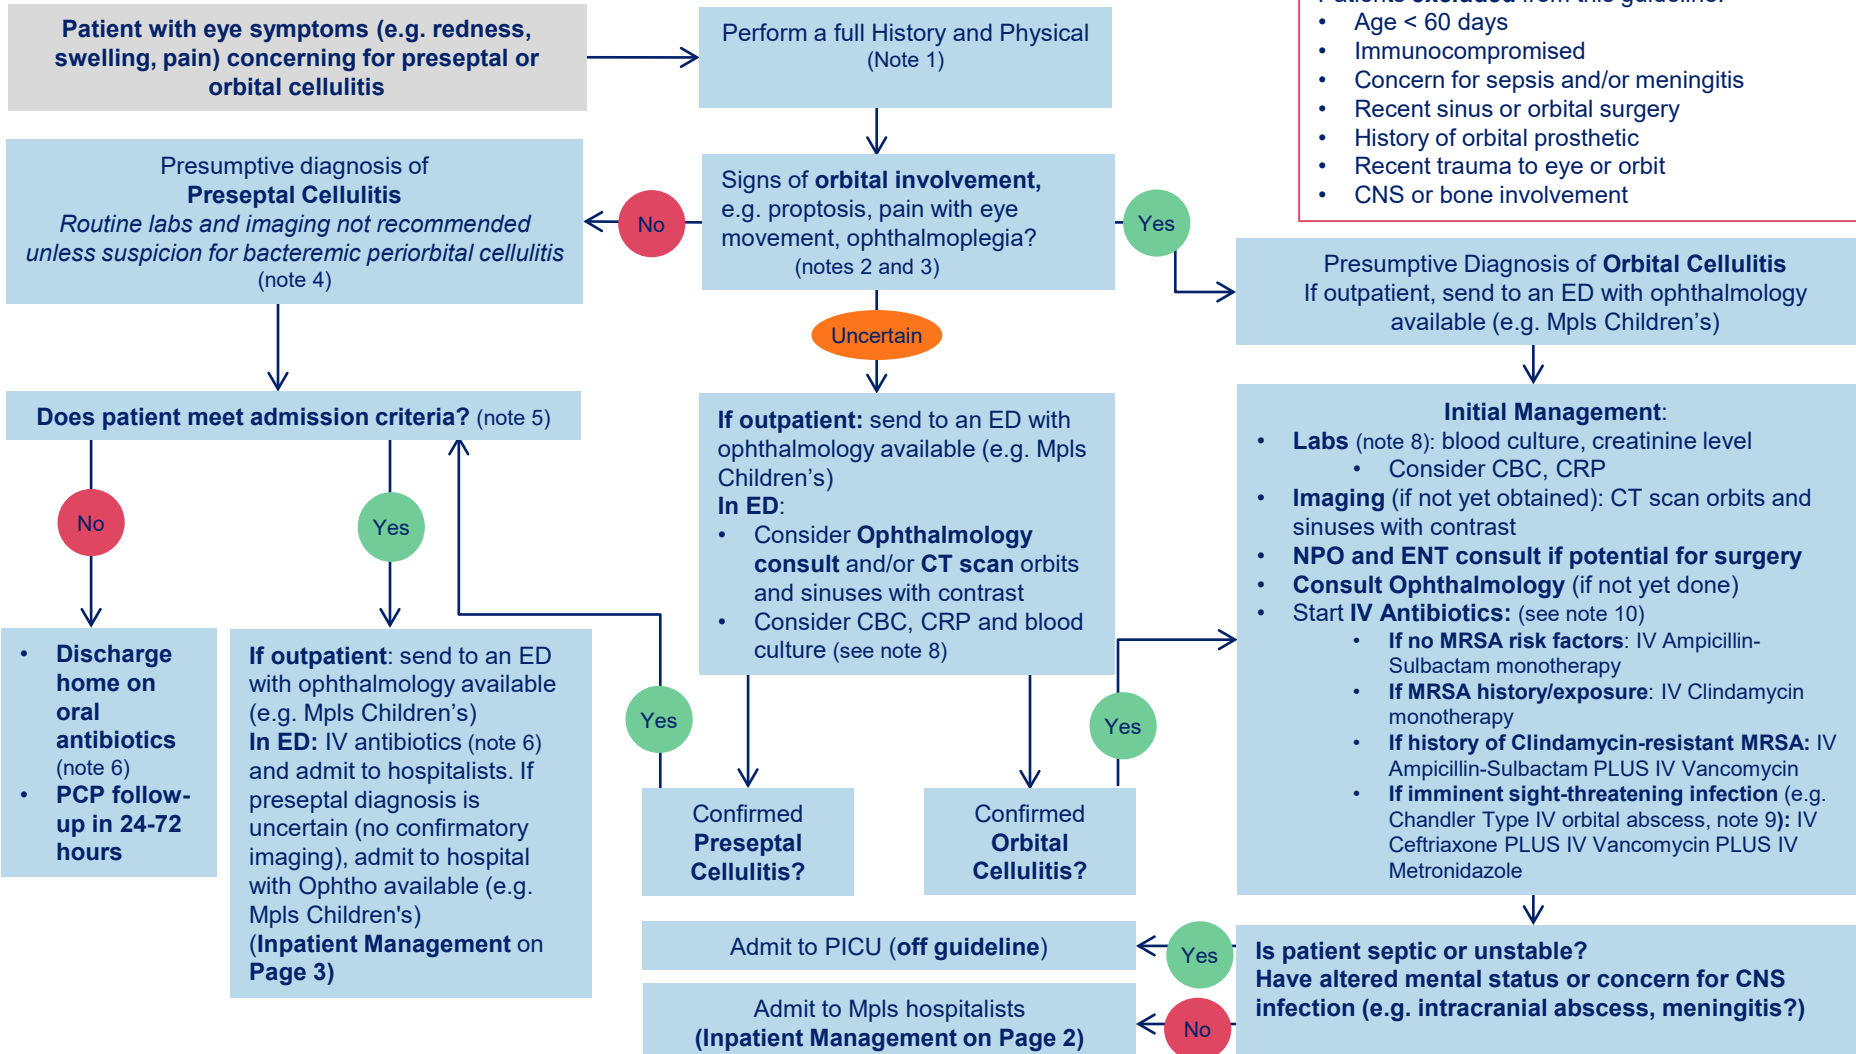 Patient with eye symptoms (e.g. redness,
swelling, pain) concerning for preseptal or
orbital cellulitis
Perform a full History and Physical
(Note 1)
Patients excluded from this guideline:
• Age < 60 days
• Immunocompromised
• Concern for sepsis and/or meningitis
• Recent sinus or orbital surgery
• History of orbital prosthetic
• Recent trauma to eye or orbit
• CNS or bone involvement
Presumptive diagnosis of
Preseptal Cellulitis
Routine labs and imaging not recommended
unless suspicion for bacteremic periorbital cellulitis
(note 4)
No
Signs of orbital involvement,
e.g. proptosis, pain with eye
movement, ophthalmoplegia?
(notes 2 and 3)
Yes
Uncertain
Presumptive Diagnosis of Orbital Cellulitis
If outpatient, send to an ED with ophthalmology
available (e.g. Mpls Children's)
Does patient meet admission criteria? (note 5)
No
Yes
• Discharge
home on
oral
antibiotics
(note 6)
• PCP follow-
up in 24-72
hours
If outpatient: send to an ED
with ophthalmology available
(e.g. Mpls Children's)
In ED: IV antibiotics (note 6)
and admit to hospitalists. If
preseptal diagnosis is
uncertain (no confirmatory
imaging), admit to hospital
with Ophtho available (e.g.
Mpls Children's)
(Inpatient Management on
Page 3)
If outpatient: send to an ED with
ophthalmology available (e.g. Mpls
Children's)
In ED:
• Consider Ophthalmology
consult and/or CT scan orbits
and sinuses with contrast
• Consider CBC, CRP and blood
culture (see note 8)
Yes
Yes
Confirmed
Preseptal
Cellulitis?
Confirmed
Orbital
Cellulitis?
Initial Management:
• Labs (note 8): blood culture, creatinine level
• Consider CBC, CRP
• Imaging (if not yet obtained): CT scan orbits and
sinuses with contrast
• NPO and ENT consult if potential for surgery
• Consult Ophthalmology (if not yet done)
• Start IV Antibiotics: (see note 10)
• If no MRSA risk factors: IV Ampicillin-
Sulbactam monotherapy
• If MRSA history/exposure: IV Clindamycin
monotherapy
• If history of Clindamycin-resistant MRSA: IV
Ampicillin-Sulbactam PLUS IV Vancomycin
• If imminent sight-threatening infection (e.g.
Chandler Type IV orbital abscess, note 9): IV
Ceftriaxone PLUS IV Vancomycin PLUS IV
Metronidazole
Is patient septic or unstable?
Have altered mental status or concern for CNS
infection (e.g. intracranial abscess, meningitis?)
Yes
Admit to PICU (off guideline)
No
Admit to Mpls hospitalists
(Inpatient Management on Page 2)